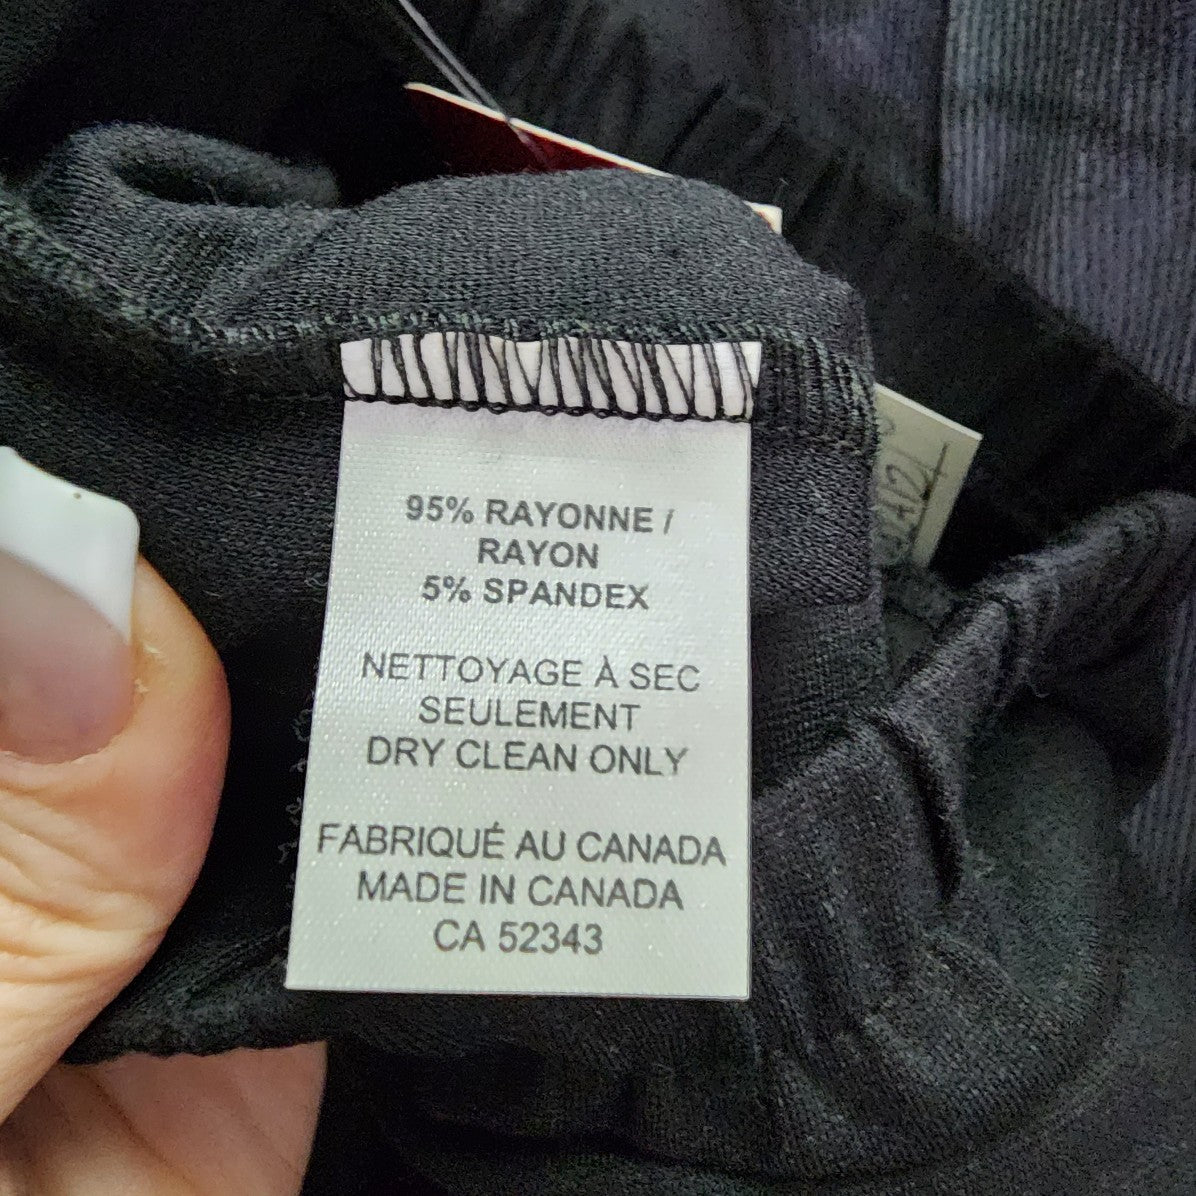 95% RAYONNE /
RAYON
5% SPANDEX
NETTOYAGE À SEC
SEULEMENT
DRY CLEAN ONLY
FABRIQUÉ AU CANADA
MADE IN CANADA
CA 52343